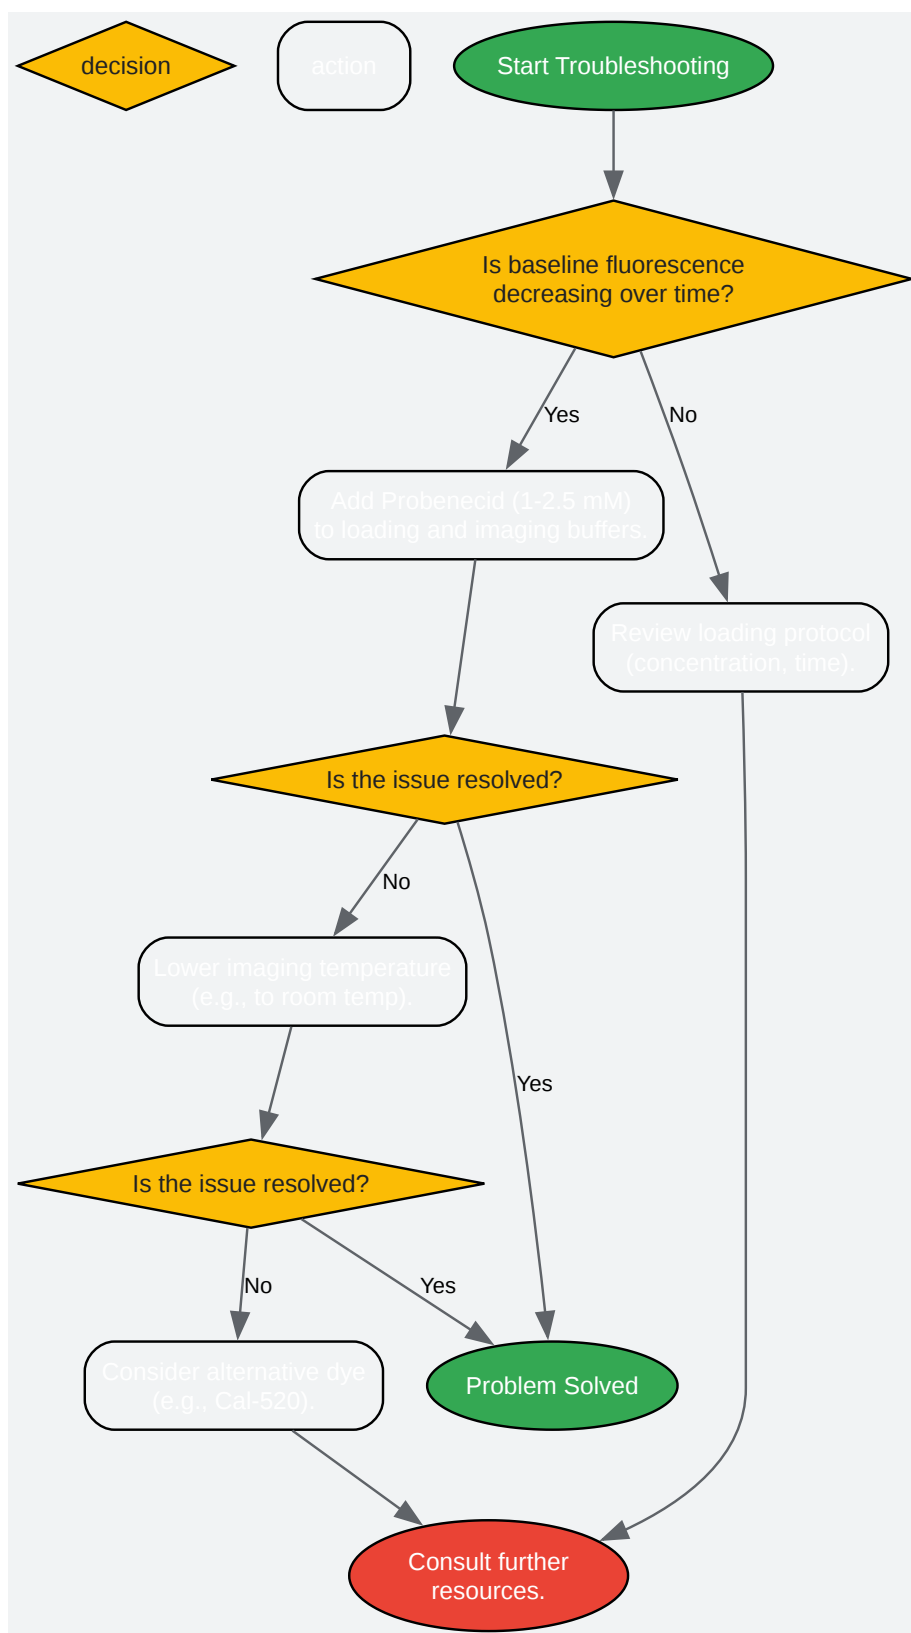 decision
action
Start Troubleshooting
Is baseline fluorescence
decreasing over time?
Yes
No
Add Probenecid (1-2.5 mM)
to loading and imaging buffers.
Review loading protocol
(concentration, time).
Is the issue resolved?
No
Lower imaging temperature
(e.g., to room temp).
Yes
Is the issue resolved?
No
Yes
Consider alternative dye
(e.g., Cal-520).
Problem Solved
Consult further
resources.